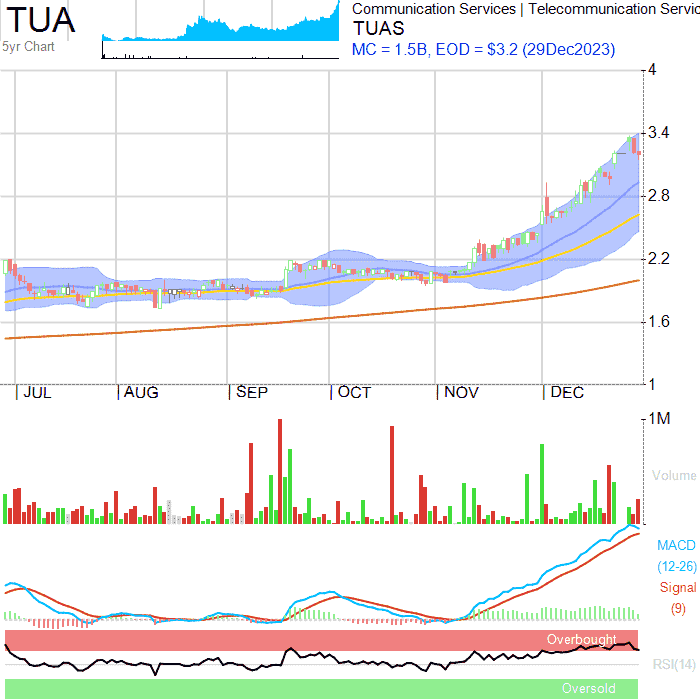 TUA
5yr Chart
Communication Services | Telecommunication Servic
TUAS
MC = 1.5B, EOD = $3.2 (29Dec2023)
4
3.4
2.8
2.2
1.6
1
JUL AUG SEP OCT NOV DEC
1M
Volume
MACD
(12-26)
Signal
(9)
Overbought
RSI(14)
Oversold